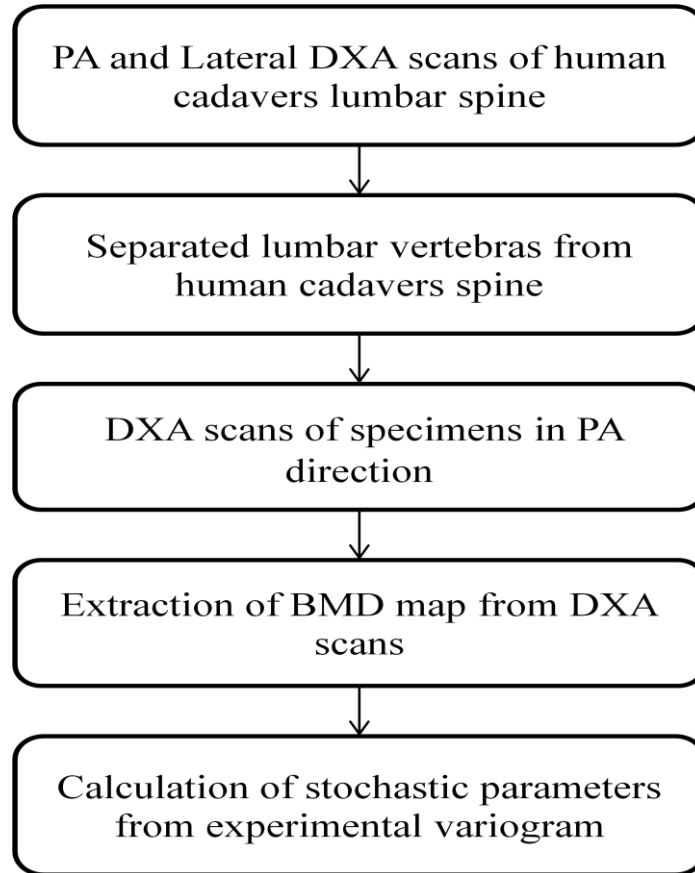 PA and Lateral DXA scans of human
cadavers lumbar spine
Separated lumbar vertebras from
human cadavers spine
DXA scans of specimens in PA
direction
Extraction of BMD map from DXA
scans
Calculation of stochastic parameters
from experimental variogram